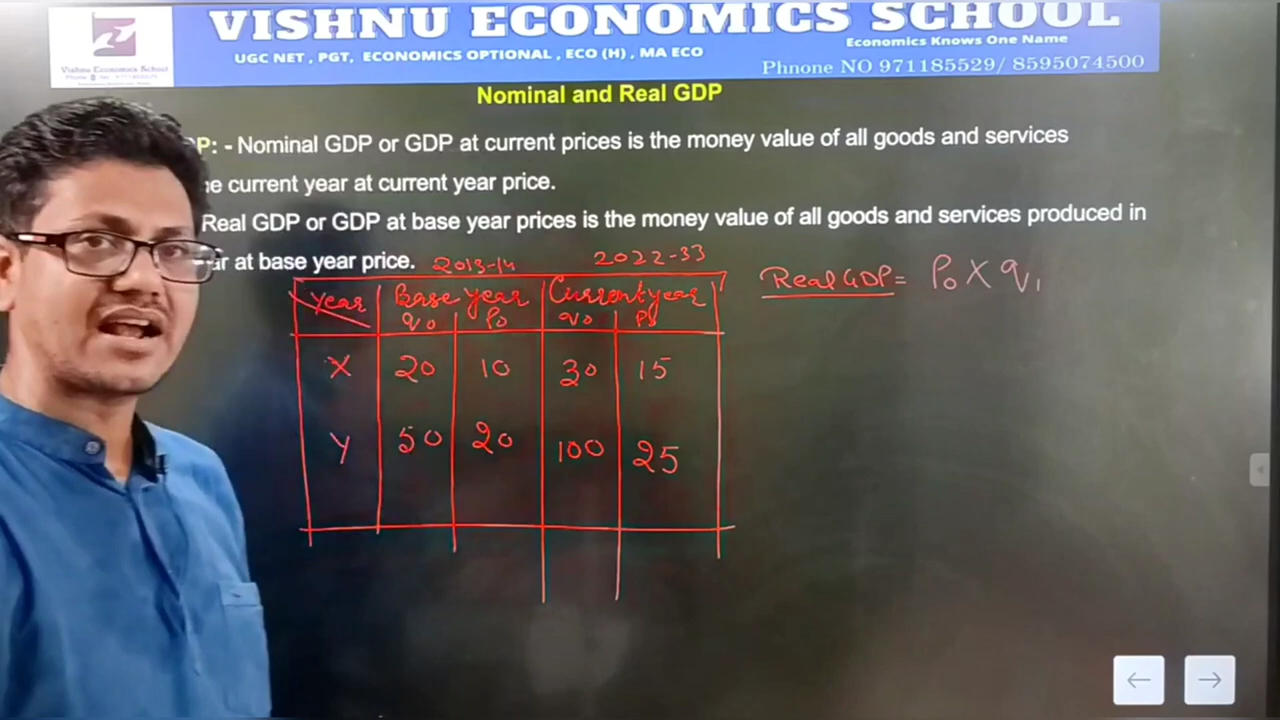 VISHNU ECONOMICS SCHOOL
UGC NET , PGT, ECONOMICS OPTIONAL , ECO (H) , MA ECO
Economics Knows One Name
Phnone NO 971185529/ 8595074500
Vishnu Economics School
Nominal and Real GDP
P: - Nominal GDP or GDP at current prices is the money value of all goods and services
e current year at current year price.
Real GDP or GDP at base year prices is the money value of all goods and services produced in
ar at base year price.
2013-14 2022-33
Year Base year Current year
q0 P0 q0
X 20 10 30 15
Y 50 20 100 25
Real GDP = P0 X q1